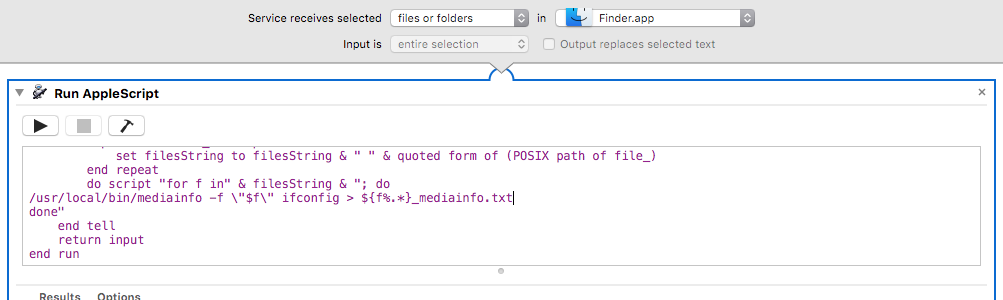 Service receives selected files or folders in Finder.app
Input is entire selection Output replaces selected text
Run AppleScript
set filesString to filesString & " " & quoted form of (POSIX path of file_)
end repeat
do script "for f in" & filesString & "; do
/usr/local/bin/mediainfo -f \"$f\" ifconfig > ${f%.*}_mediainfo.txt
done"
end tell
return input
end run
Results Options